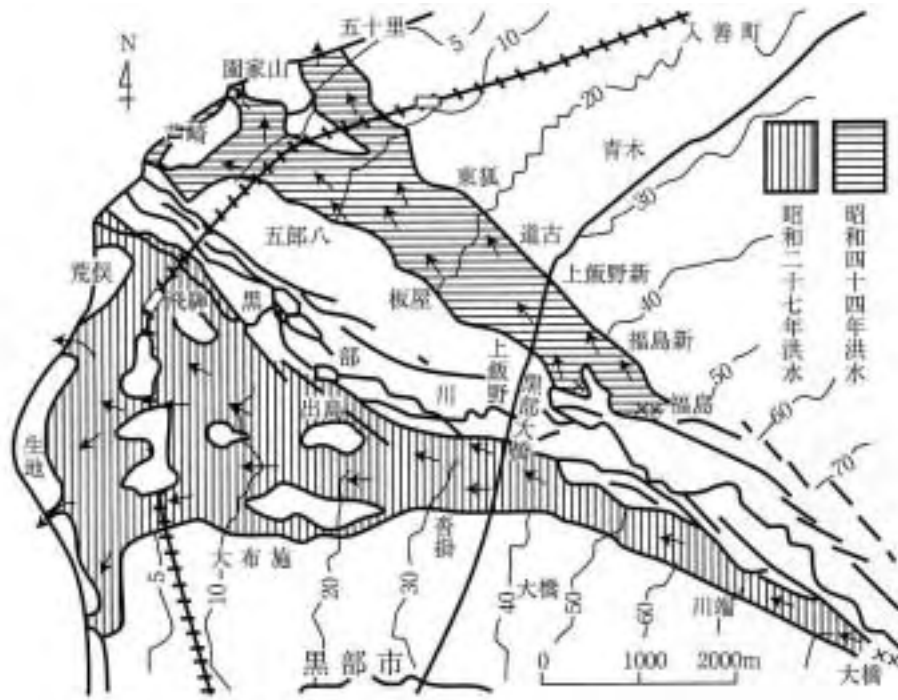 五十里
5
10
入善町
N
園家山
芦崎
20
青木
東狐
30
五郎八
道古
昭和二十七年洪水
昭和四十四年洪水
荒俣
飛騨
黒部川
板屋
上飯野新
40
上飯野
福島新
50
出島
黒部大橋
福島
60
70
生地
沓掛
大布施
5
10
20
30
40
大橋
50
60
川端
0 1000 2000m
黒部市
大橋